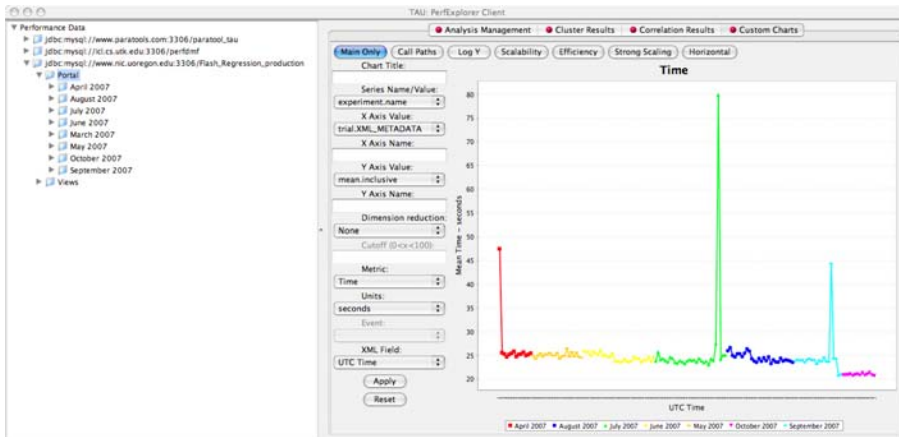 TAU: PerfExplorer Client
Performance Data
jdbc:mysql://www.paratools.com:3306/paratool_tau
jdbc:mysql://icl.cs.utk.edu:3306/perfdmf
jdbc:mysql://www.nic.uoregon.edu:3306/Flash_Regression_production
Portal
April 2007
August 2007
July 2007
June 2007
March 2007
May 2007
October 2007
September 2007
Views
Analysis Management Cluster Results Correlation Results Custom Charts
Main Only Call Paths Log Y Scalability Efficiency Strong Scaling Horizontal
Chart Title:
Series Name/Value:
experiment.name
X Axis Value:
trial.XML_METADATA
X Axis Name:
Y Axis Value:
mean.inclusive
Y Axis Name:
Dimension reduction:
None
Cutoff (0<x<100):
Metric:
Time
Units:
seconds
Event:
XML Field:
UTC Time
Apply
Reset
Time
Mean Time - seconds
80
75
70
65
60
55
50
45
40
35
30
25
20
UTC Time
April 2007 August 2007 July 2007 June 2007 May 2007 October 2007 September 2007